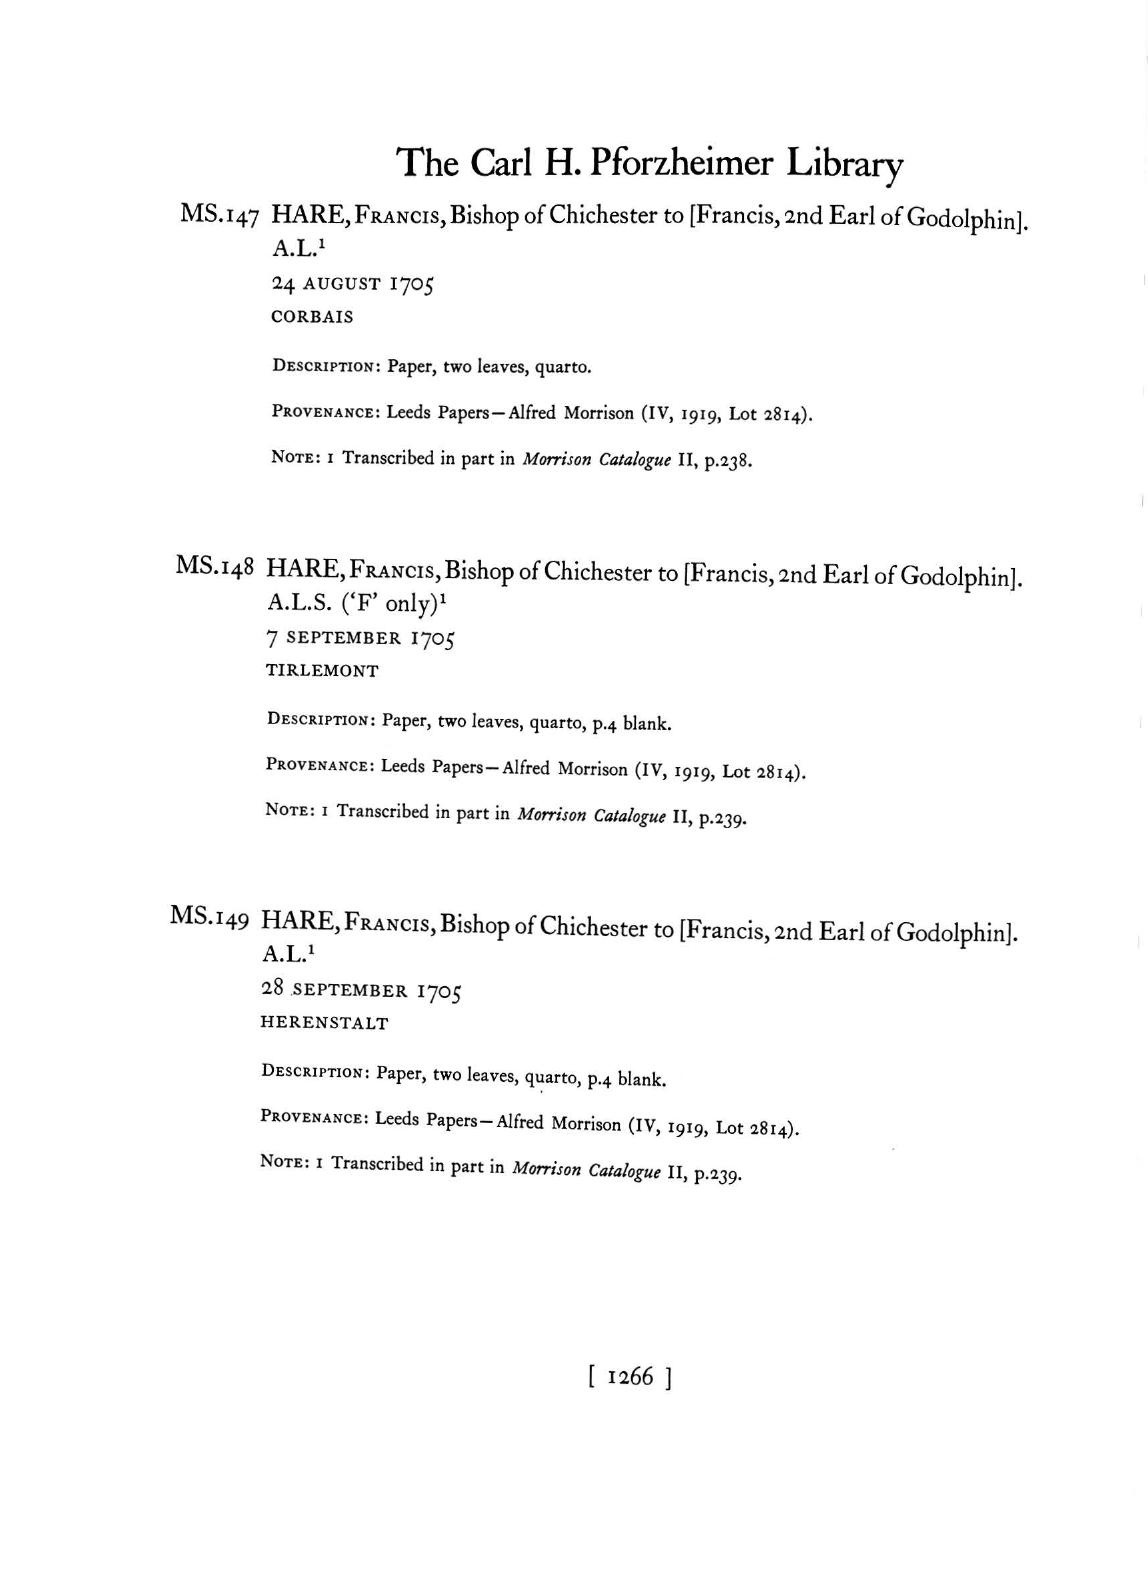 The Carl H. Pforzheimer Library
MS.147 HARE, FRANCIS, Bishop of Chichester to [Francis, 2nd Earl of Godolphin].
A.L.¹
24 AUGUST 1705
CORBAIS
DESCRIPTION: Paper, two leaves, quarto.
PROVENANCE: Leeds Papers—Alfred Morrison (IV, 1919, Lot 2814).
NOTE: 1 Transcribed in part in Morrison Catalogue II, p.238.
MS.148 HARE, FRANCIS, Bishop of Chichester to [Francis, 2nd Earl of Godolphin].
A.L.S. (‘F’ only)¹
7 SEPTEMBER 1705
TIRLEMONT
DESCRIPTION: Paper, two leaves, quarto, p.4 blank.
PROVENANCE: Leeds Papers—Alfred Morrison (IV, 1919, Lot 2814).
NOTE: 1 Transcribed in part in Morrison Catalogue II, p.239.
MS.149 HARE, FRANCIS, Bishop of Chichester to [Francis, 2nd Earl of Godolphin].
A.L.¹
28 SEPTEMBER 1705
HERENSTALT
DESCRIPTION: Paper, two leaves, quarto, p.4 blank.
PROVENANCE: Leeds Papers—Alfred Morrison (IV, 1919, Lot 2814).
NOTE: 1 Transcribed in part in Morrison Catalogue II, p.239.
[ 1266 ]